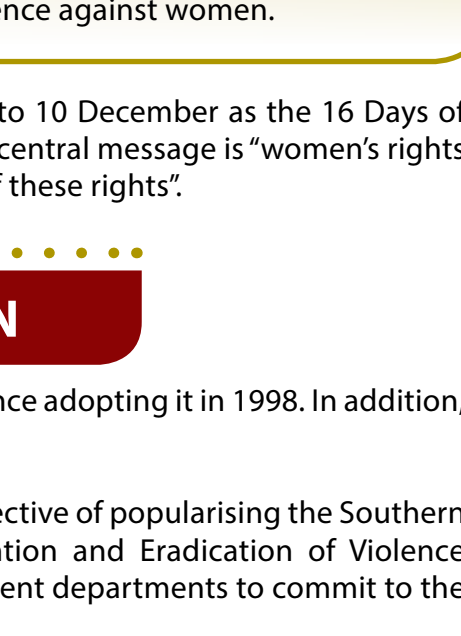 ence against women.
to 10 December as the 16 Days of
central message is “women’s rights
f these rights”.
N
nce adopting it in 1998. In addition,
ective of popularising the Southern
ntion and Eradication of Violence
ent departments to commit to the